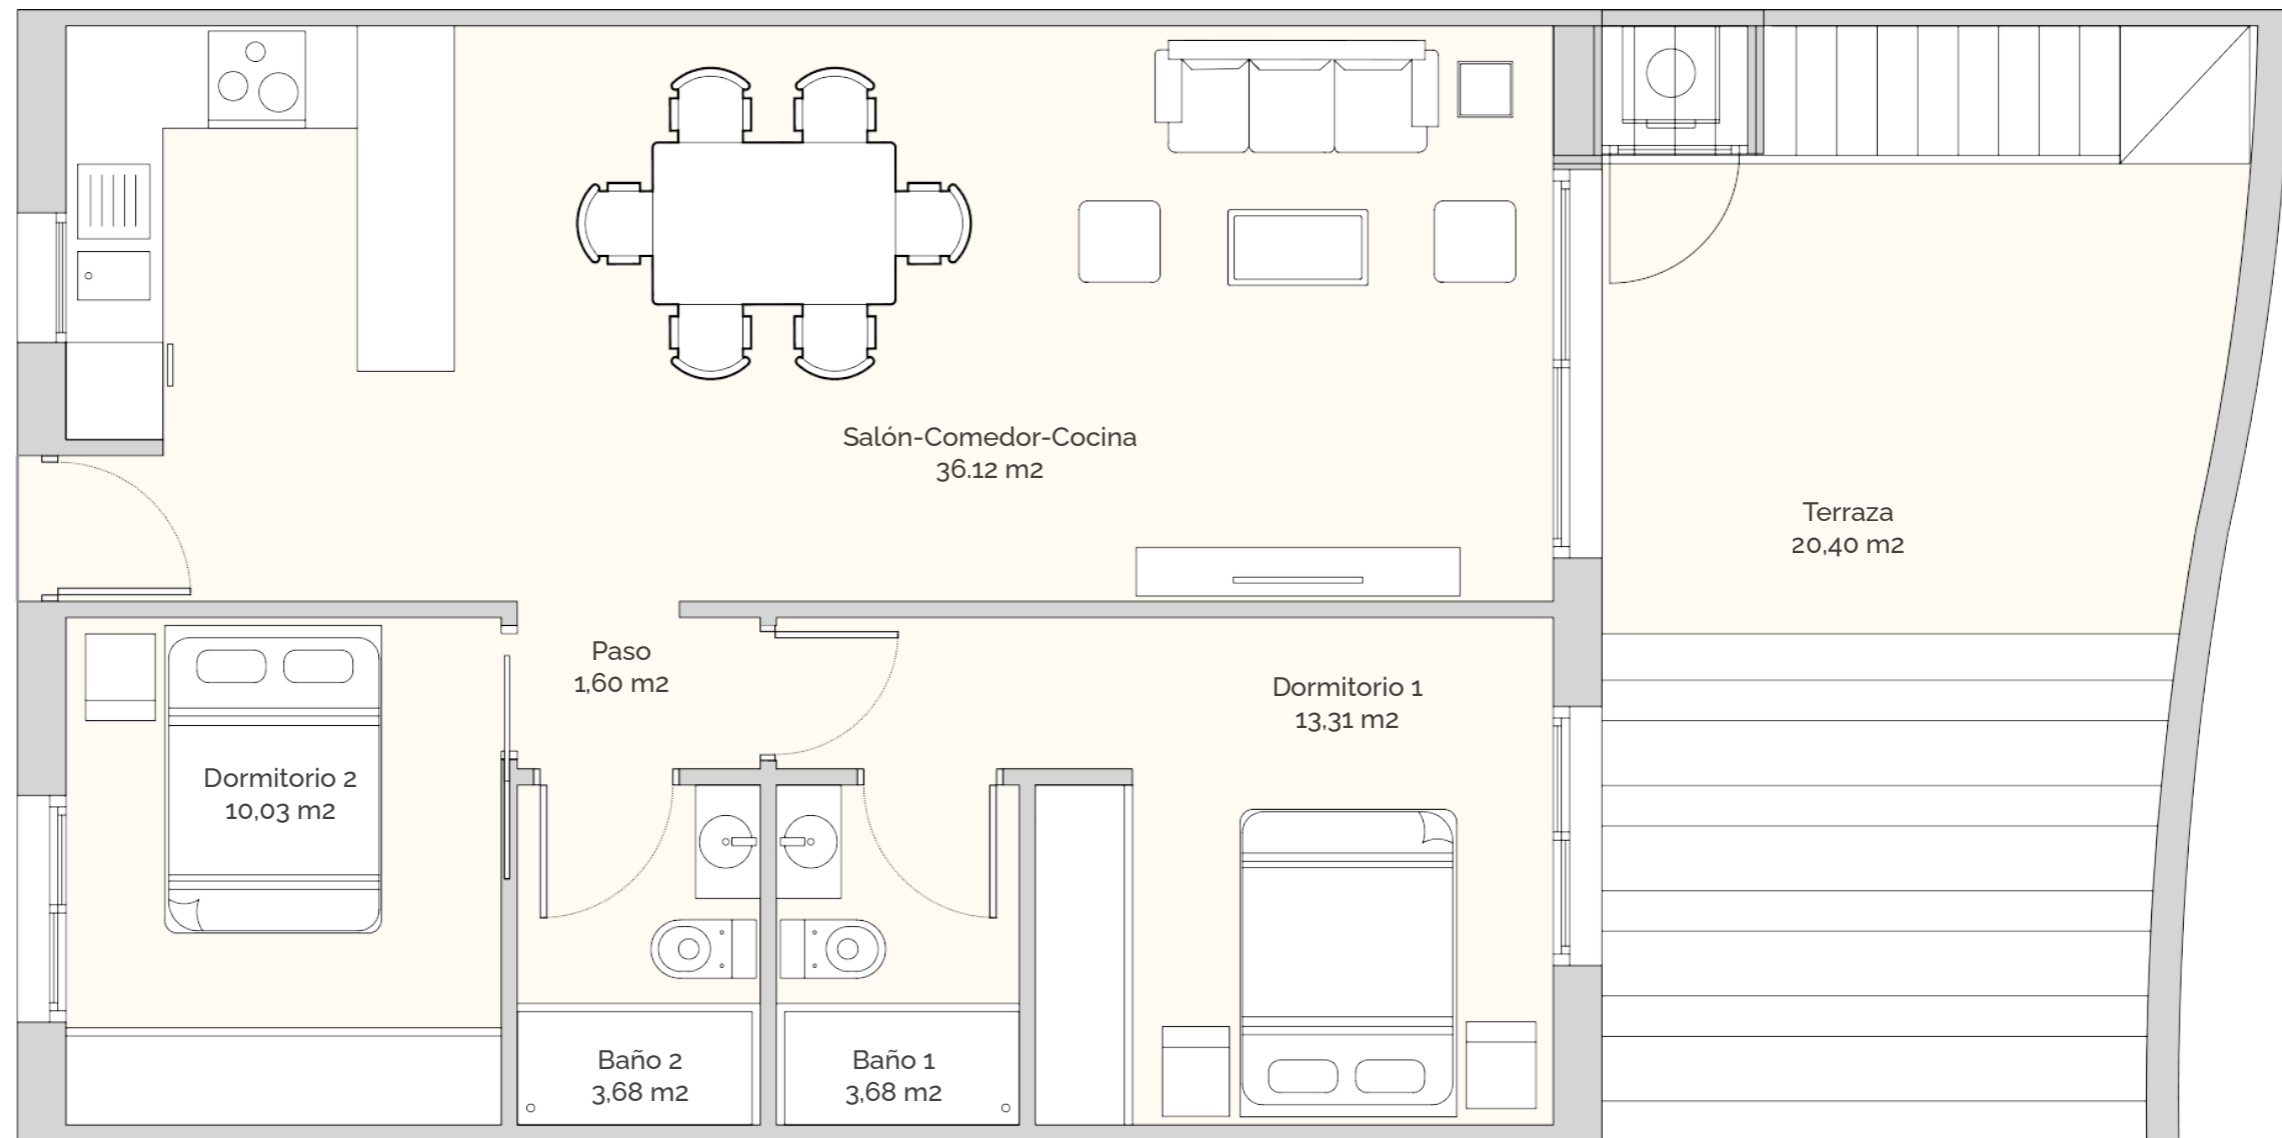 Salón-Comedor-Cocina
36.12 m2
Terraza
20,40 m2
Paso
1,60 m2
Dormitorio 1
13,31 m2
Dormitorio 2
10,03 m2
Baño 2
3,68 m2
Baño 1
3,68 m2